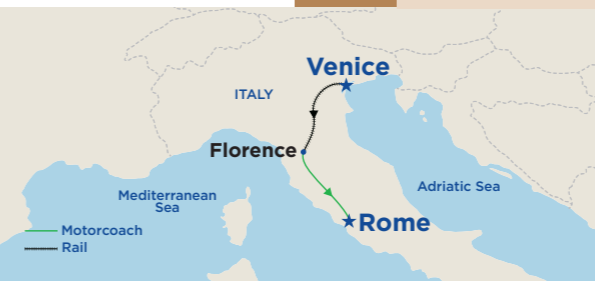 Venice
ITALY
Florence
Mediterranean
Sea
Adriatic Sea
Rome
Motorcoach
Rail